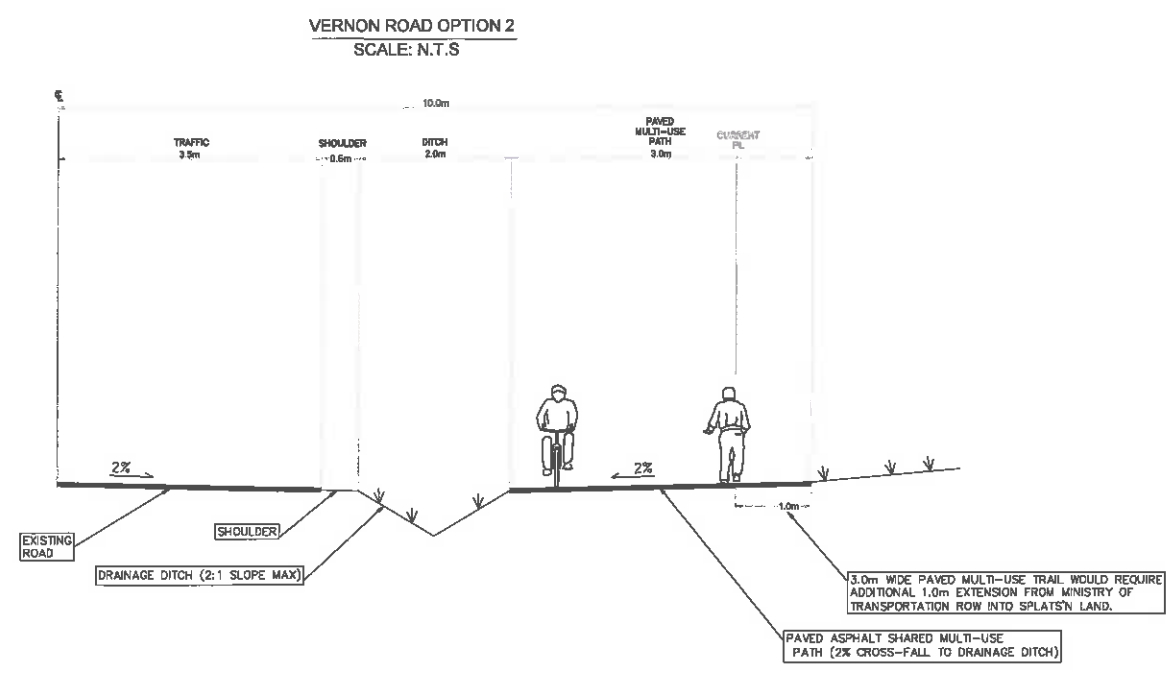 VERNON ROAD OPTION 2
SCALE: N.T.S
℄
10.0m
TRAFFIC
3.5m
SHOULDER
0.6m
DITCH
2.0m
PAVED
MULTI-USE
PATH
3.0m
CURRENT
PL
2%
2%
1.0m
EXISTING
ROAD
SHOULDER
DRAINAGE DITCH (2:1 SLOPE MAX)
3.0m WIDE PAVED MULTI-USE TRAIL WOULD REQUIRE
ADDITIONAL 1.0m EXTENSION FROM MINISTRY OF
TRANSPORTATION ROW INTO SPLATS'N LAND.
PAVED ASPHALT SHARED MULTI-USE
PATH (2% CROSS-FALL TO DRAINAGE DITCH)